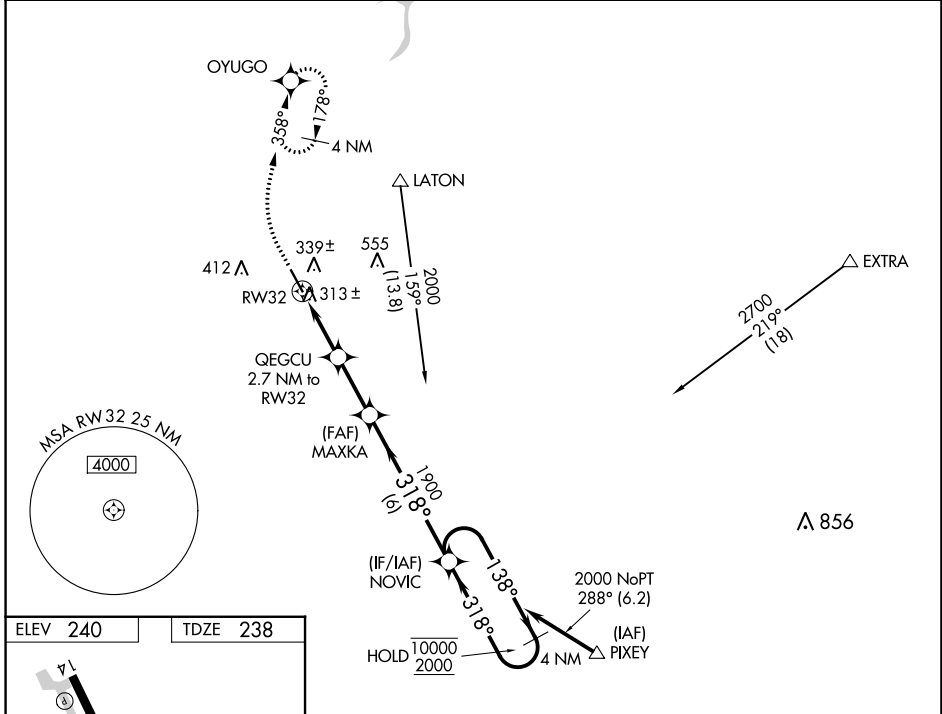 OYUGO
358°
178°
4 NM
LATON
2000
159°
(13.8)
EXTRA
2700
219°
(18)
412
339±
555
RW32
313±
QEGCU
2.7 NM to
RW32
(FAF)
MAXKA
1900
318°
(6)
MSA RW32 25 NM
4000
856
(IF/IAF)
NOVIC
138°
318°
2000 NoPT
288° (6.2)
(IAF)
PIXEY
HOLD 10000
2000
4 NM
ELEV 240
TDZE 238
14
P